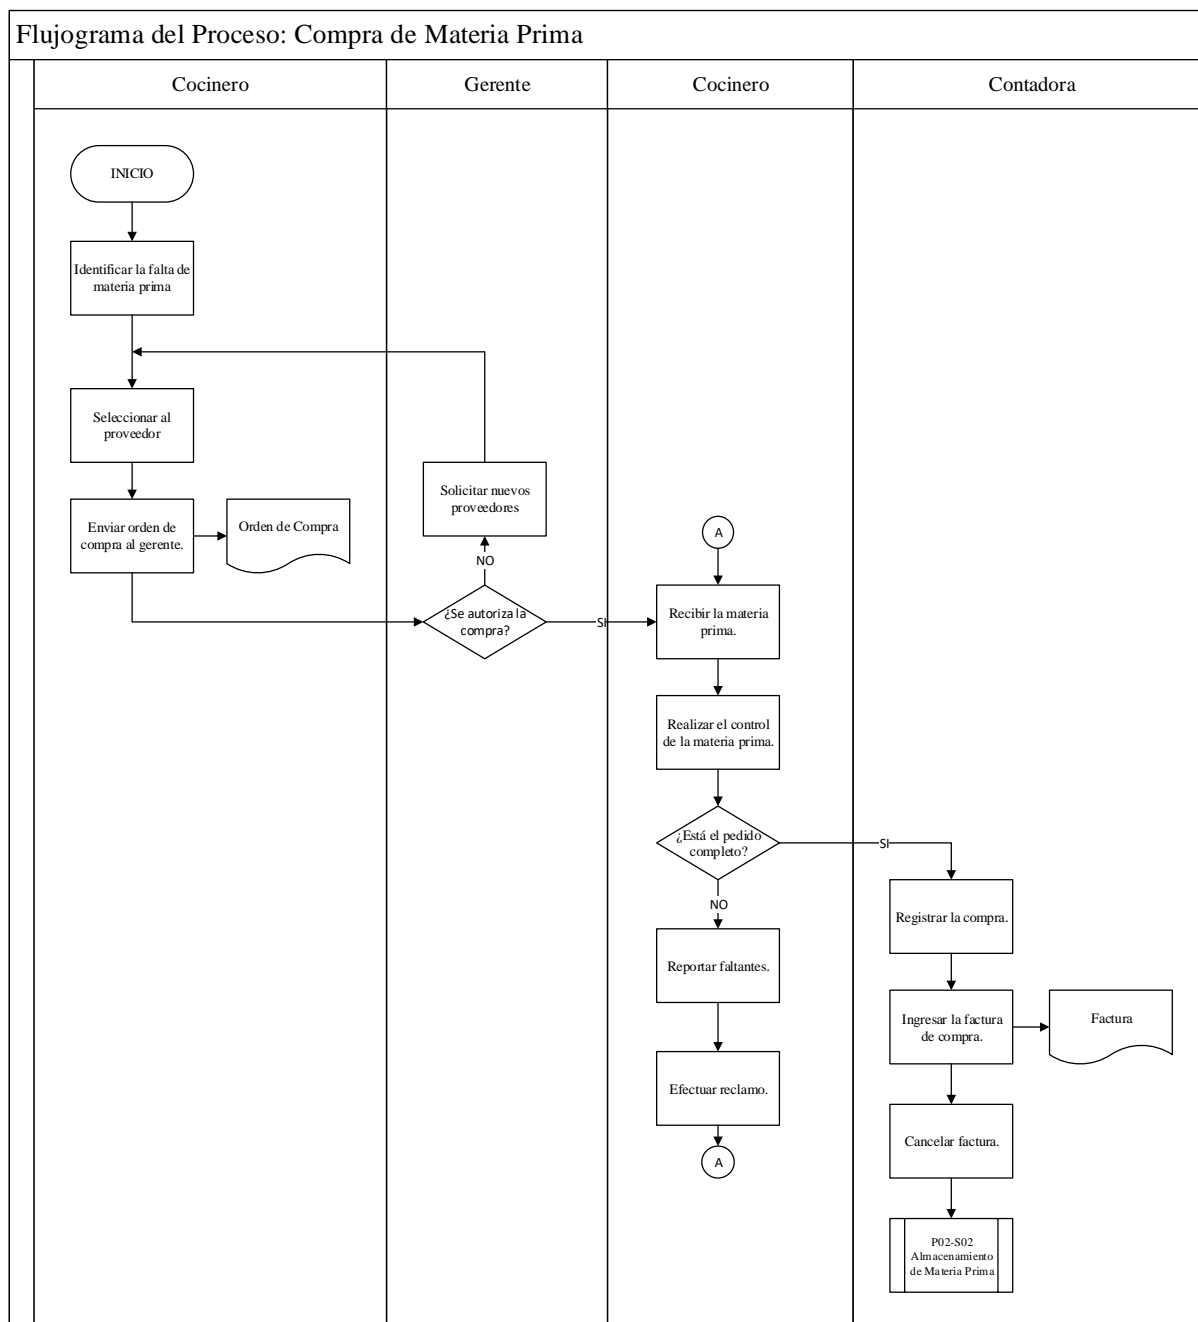 Flujograma del Proceso: Compra de Materia Prima
Cocinero
Gerente
Cocinero
Contadora
INICIO
Identificar la falta de
materia prima
Seleccionar al
proveedor
Enviar orden de
compra al gerente.
Orden de Compra
Solicitar nuevos
proveedores
NO
¿Se autoriza la
compra?
SI
A
Recibir la materia
prima.
Realizar el control
de la materia prima.
¿Está el pedido
completo?
SI
NO
Reportar faltantes.
Efectuar reclamo.
A
Registrar la compra.
Ingresar la factura
de compra.
Factura
Cancelar factura.
P02-S02
Almacenamiento
de Materia Prima